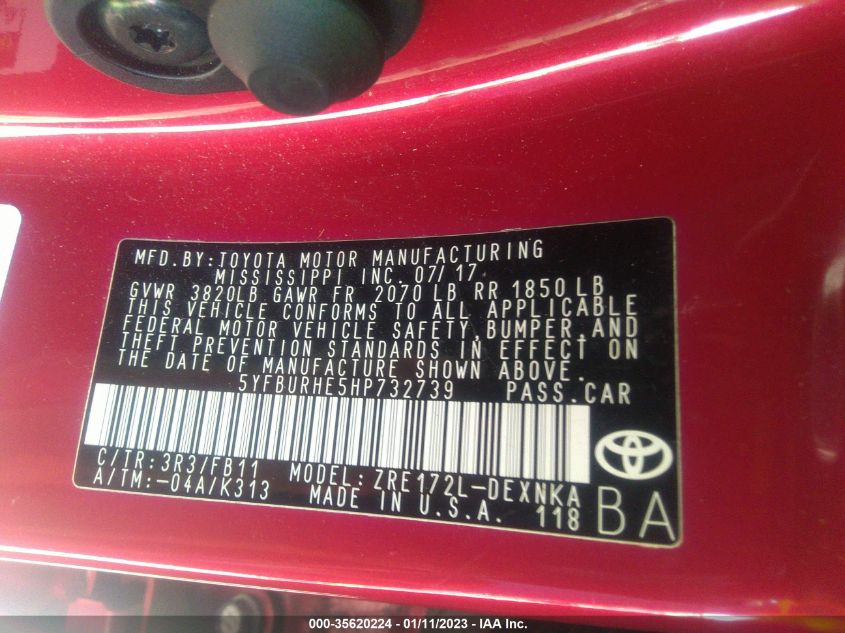 MFD.BY:TOYOTA MOTOR MANUFACTURING
MISSISSIPPI INC. 07/17
GVWR 3820LB GAWR FR 2070 LB RR 1850 LB
THIS VEHICLE CONFORMS TO ALL APPLICABLE
FEDERAL MOTOR VEHICLE SAFETY,BUMPER,AND
THEFT PREVENTION STANDARDS IN EFFECT ON
THE DATE OF MANUFACTURE SHOWN ABOVE.
5YFBURHE5HP732739 PASS.CAR
C/TR:3R3/FB11 MODEL:ZRE172L-DEXNKA
A/TM:-04A/K313 MADE IN U.S.A. 118 BA
000-35620224 - 01/11/2023 - IAA Inc.